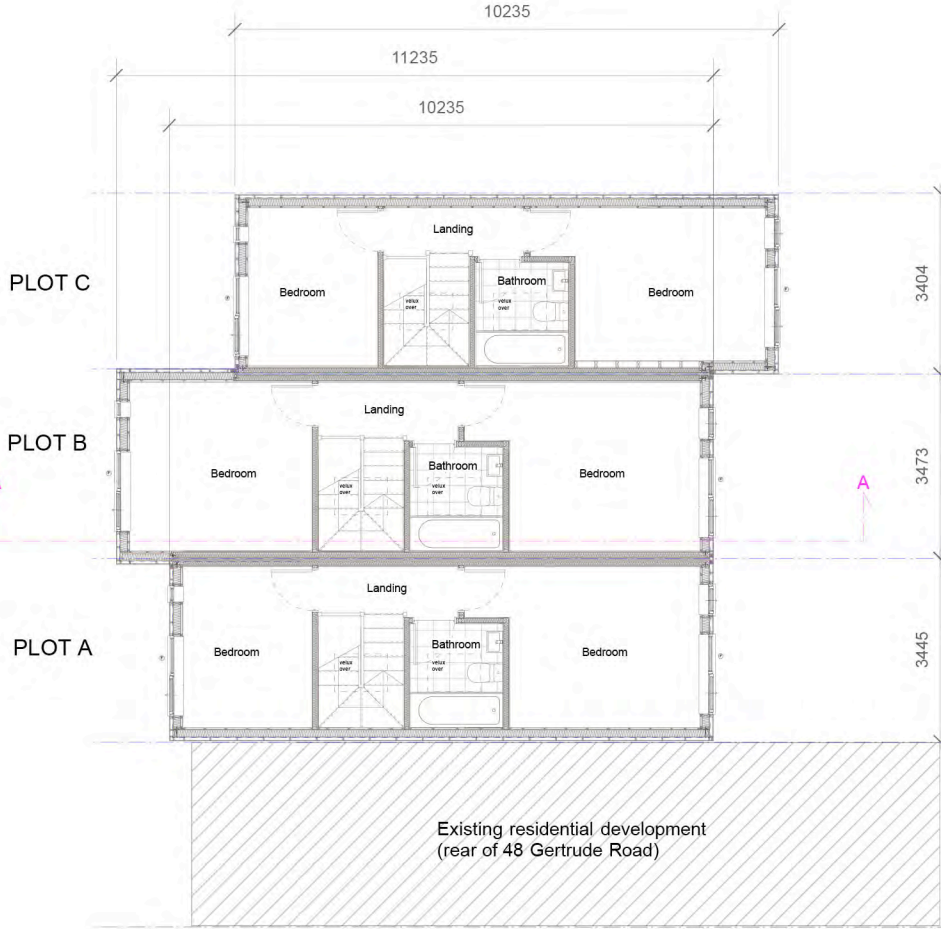 10235
11235
10235
PLOT C
Landing
Bedroom
velux
over
Bathroom
velux
over
Bedroom
3404
PLOT B
Landing
Bedroom
velux
over
Bathroom
velux
over
Bedroom
3473
A
PLOT A
Landing
Bedroom
velux
over
Bathroom
velux
over
Bedroom
3445
Existing residential development
(rear of 48 Gertrude Road)